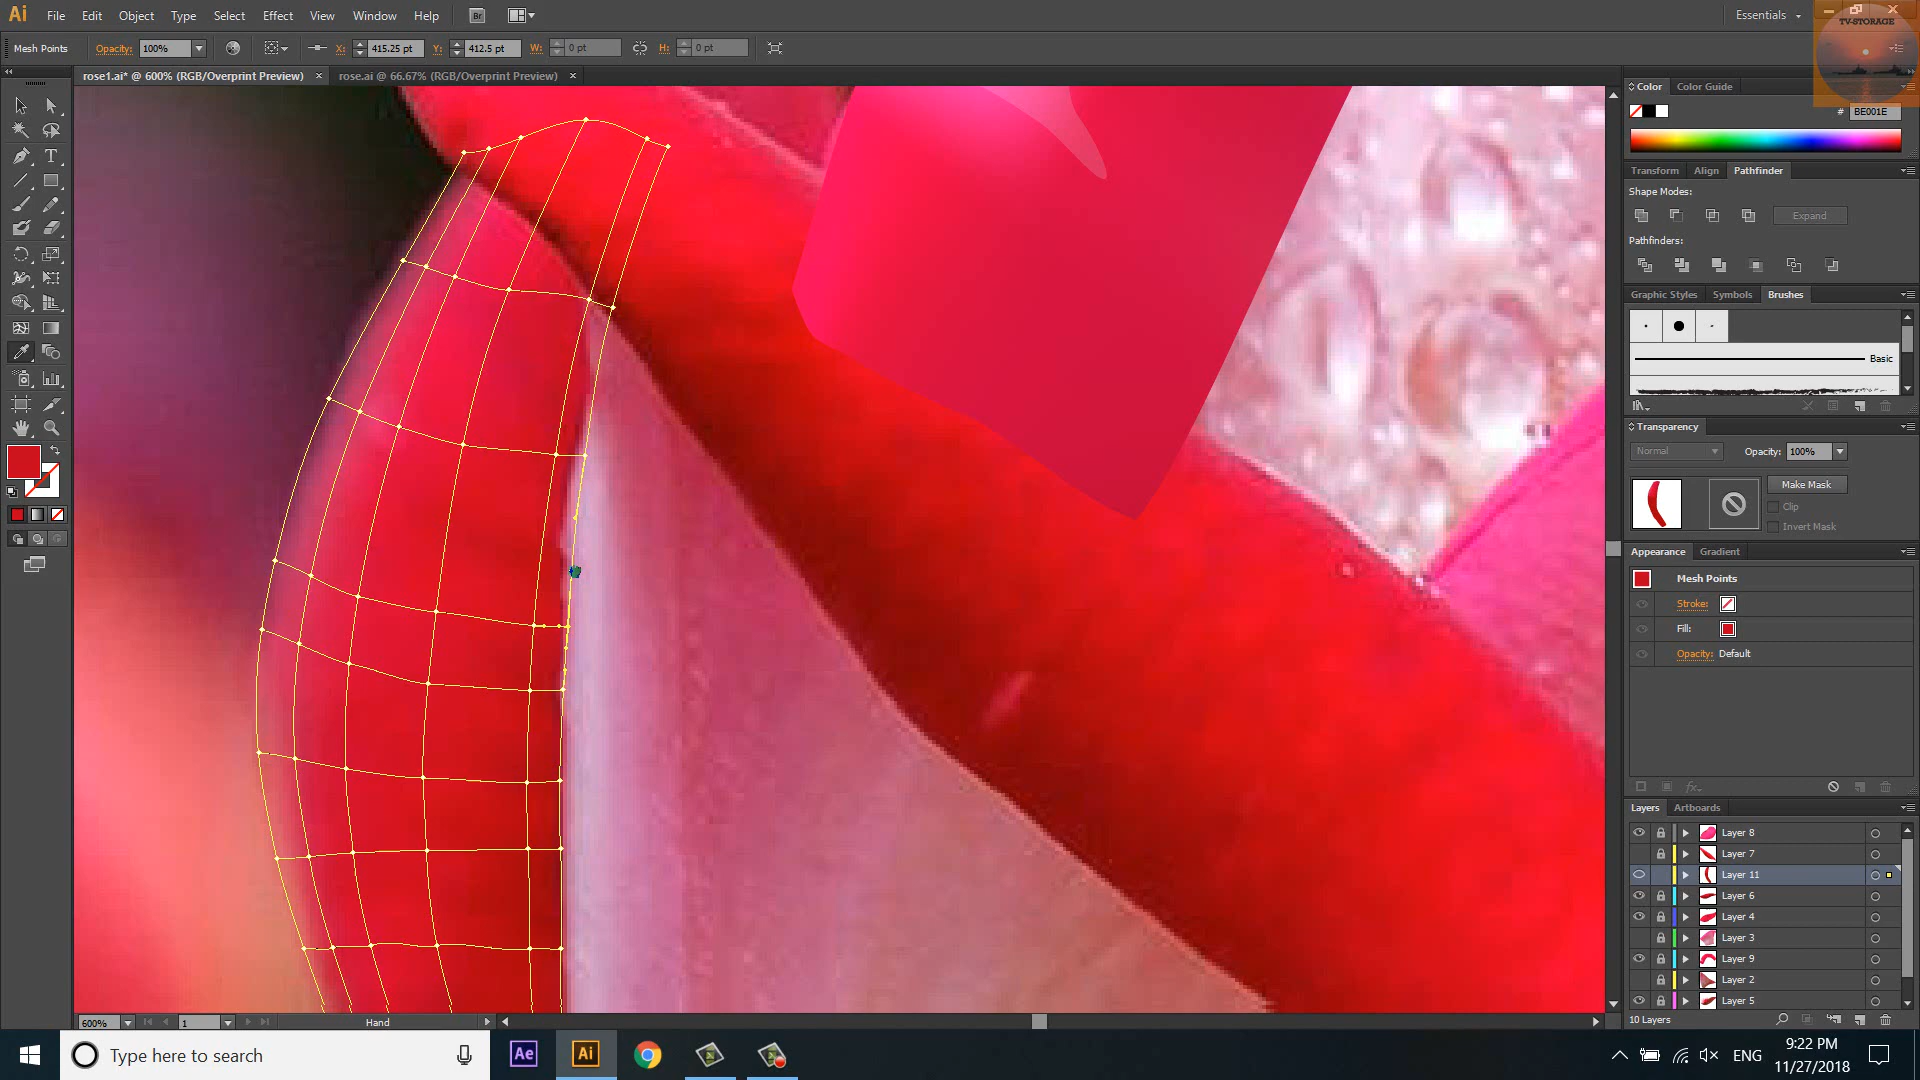 Ai File Edit Object Type Select Effect View Window Help Br Essentials
TV-STORAGE
Mesh Points Opacity: 100% X: 415.25 pt Y: 412.5 pt W: 0 pt H: 0 pt
rose1.ai* @ 600% (RGB/Overprint Preview) × rose.ai @ 66.67% (RGB/Overprint Preview) ×
Color Color Guide
# BE001E
Transform Align Pathfinder
Shape Modes:
Expand
Pathfinders:
Graphic Styles Symbols Brushes
Basic
Transparency
Normal Opacity: 100%
Make Mask
Clip
Invert Mask
Appearance Gradient
Mesh Points
Stroke:
Fill:
Opacity: Default
fx
Layers Artboards
Layer 8
Layer 7
Layer 11
Layer 6
Layer 4
Layer 3
Layer 9
Layer 2
Layer 5
10 Layers
600% 1 Hand
Type here to search Ae Ai ENG
9:22 PM
11/27/2018